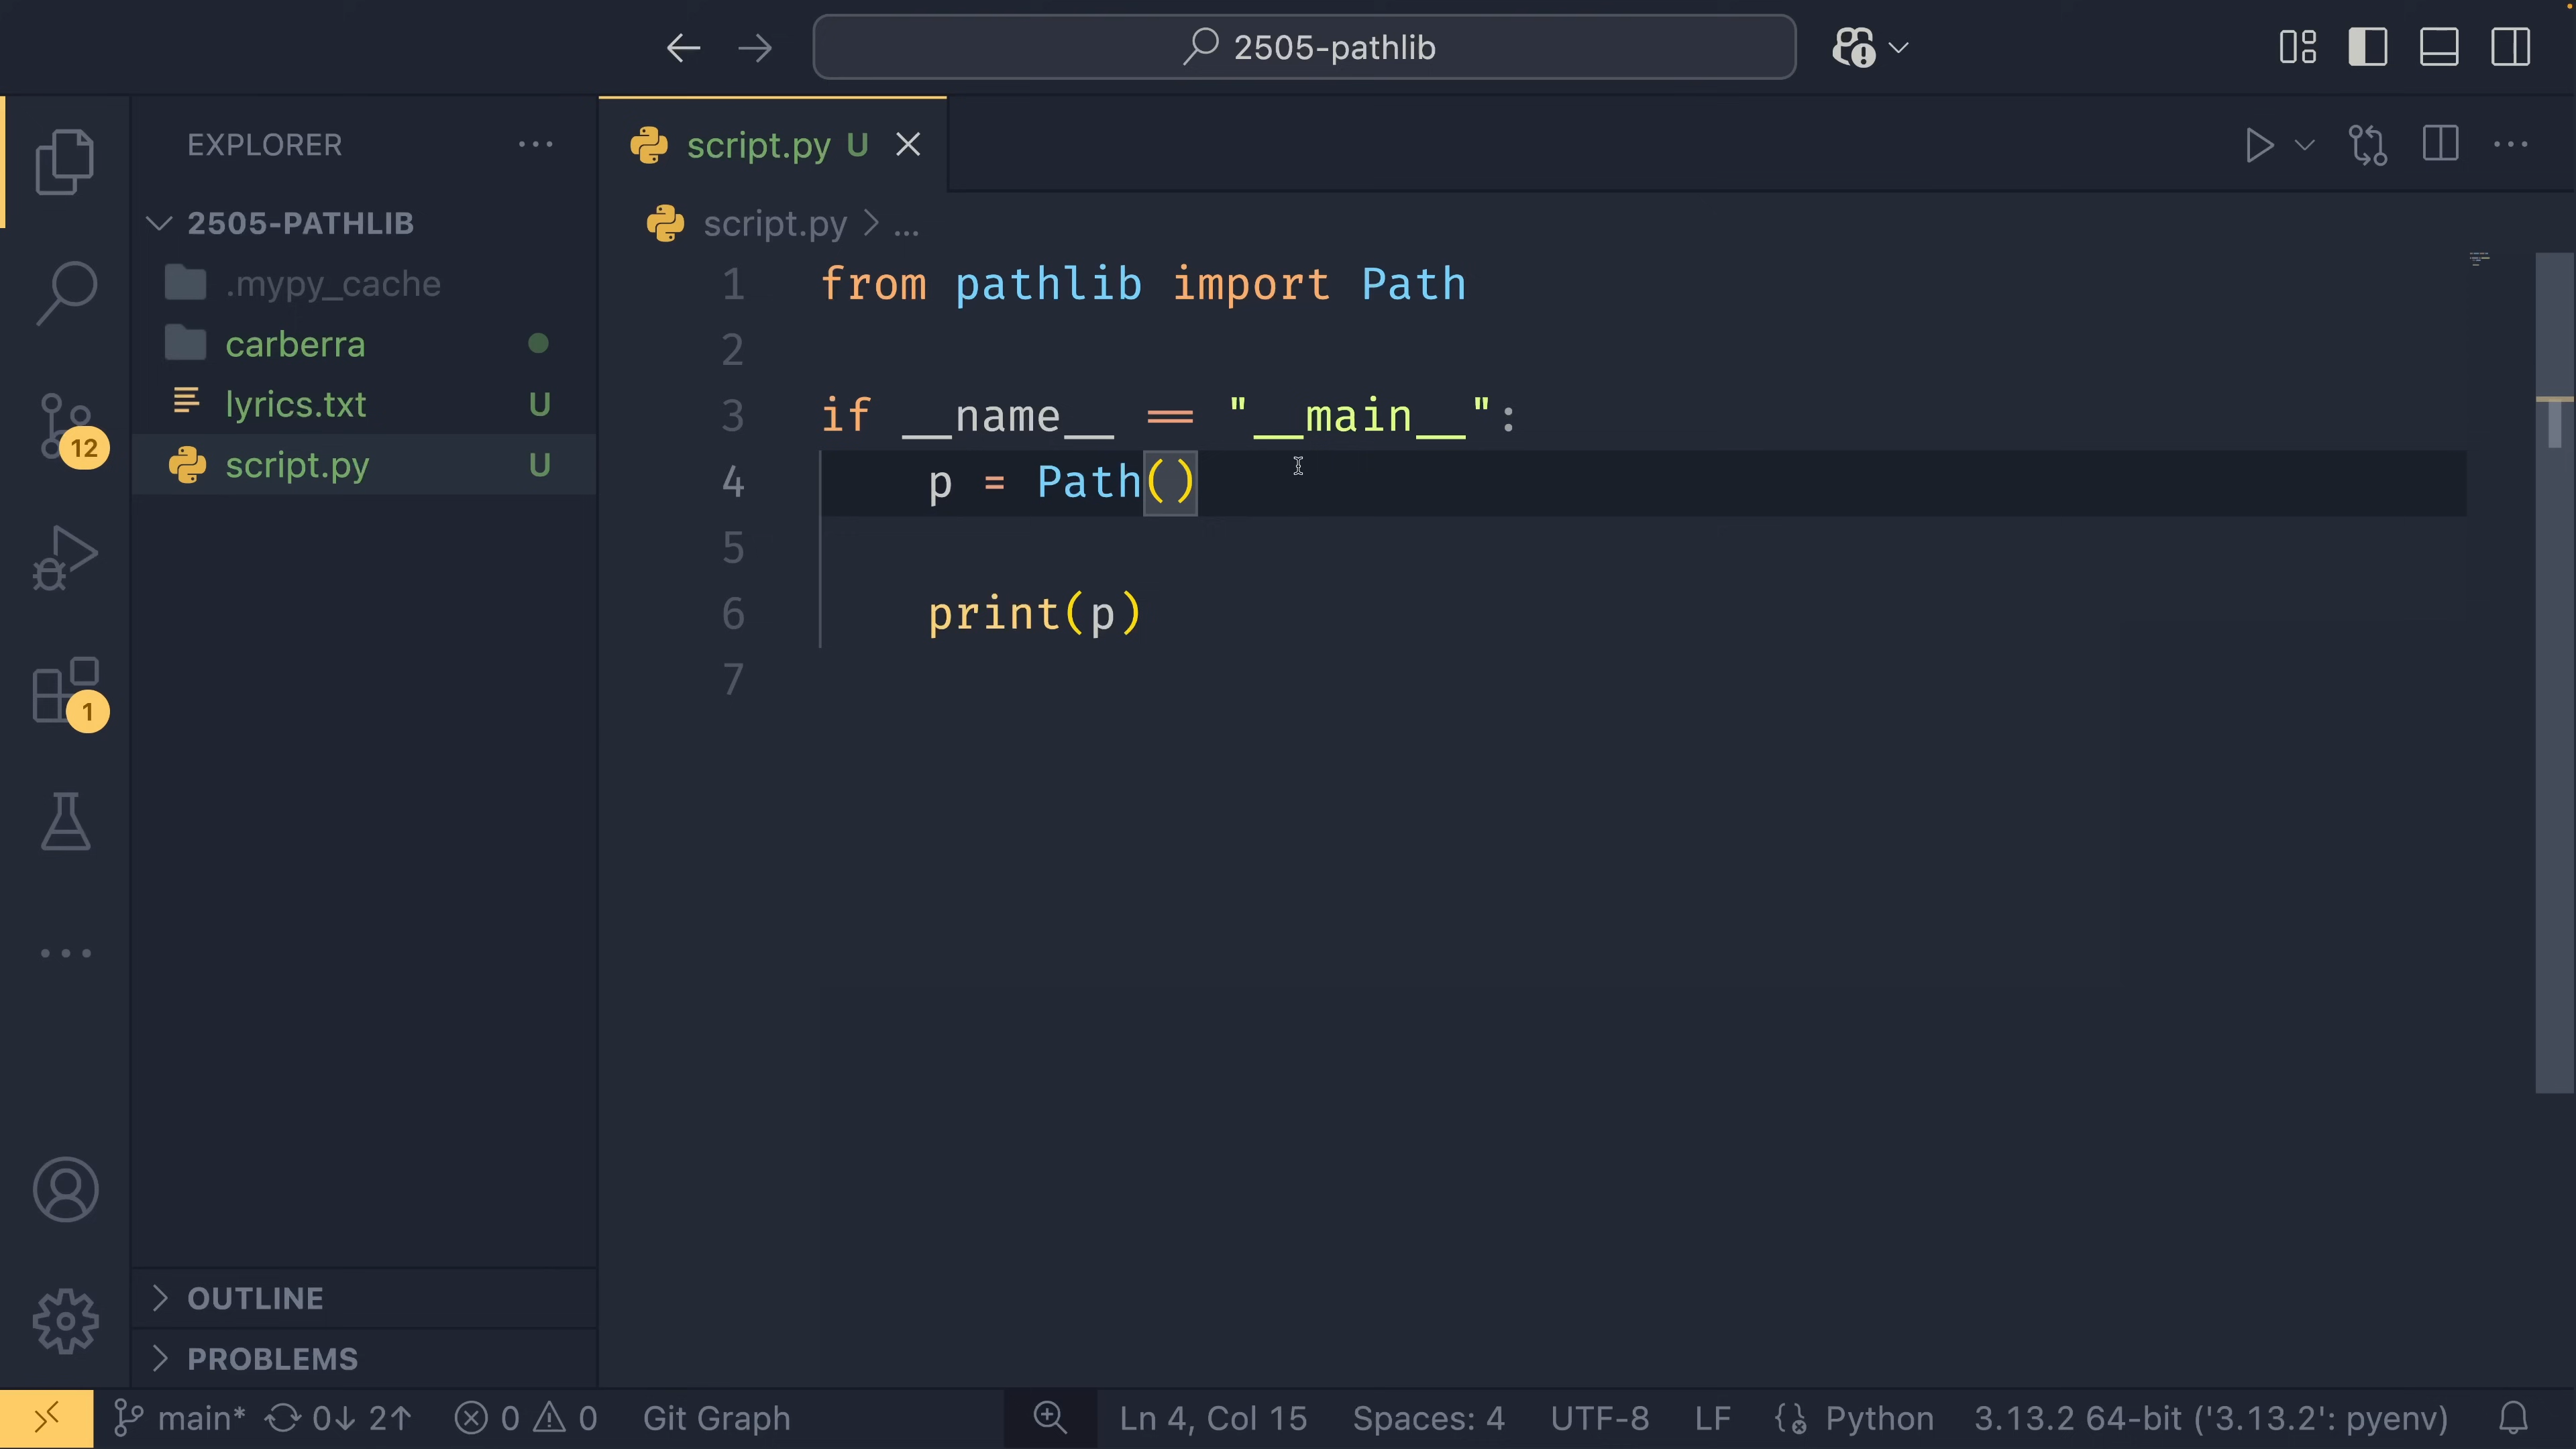 2505-pathlib
EXPLORER
script.py U
2505-PATHLIB
script.py > ...
.mypy_cache
carberra
lyrics.txt U
script.py U
12
1
1 from pathlib import Path
2
3 if __name__ == "__main__":
4     p = Path()
5
6     print(p)
7
OUTLINE
PROBLEMS
main* 0↓ 2↑ 0 0 Git Graph Ln 4, Col 15 Spaces: 4 UTF-8 LF Python 3.13.2 64-bit ('3.13.2': pyenv)